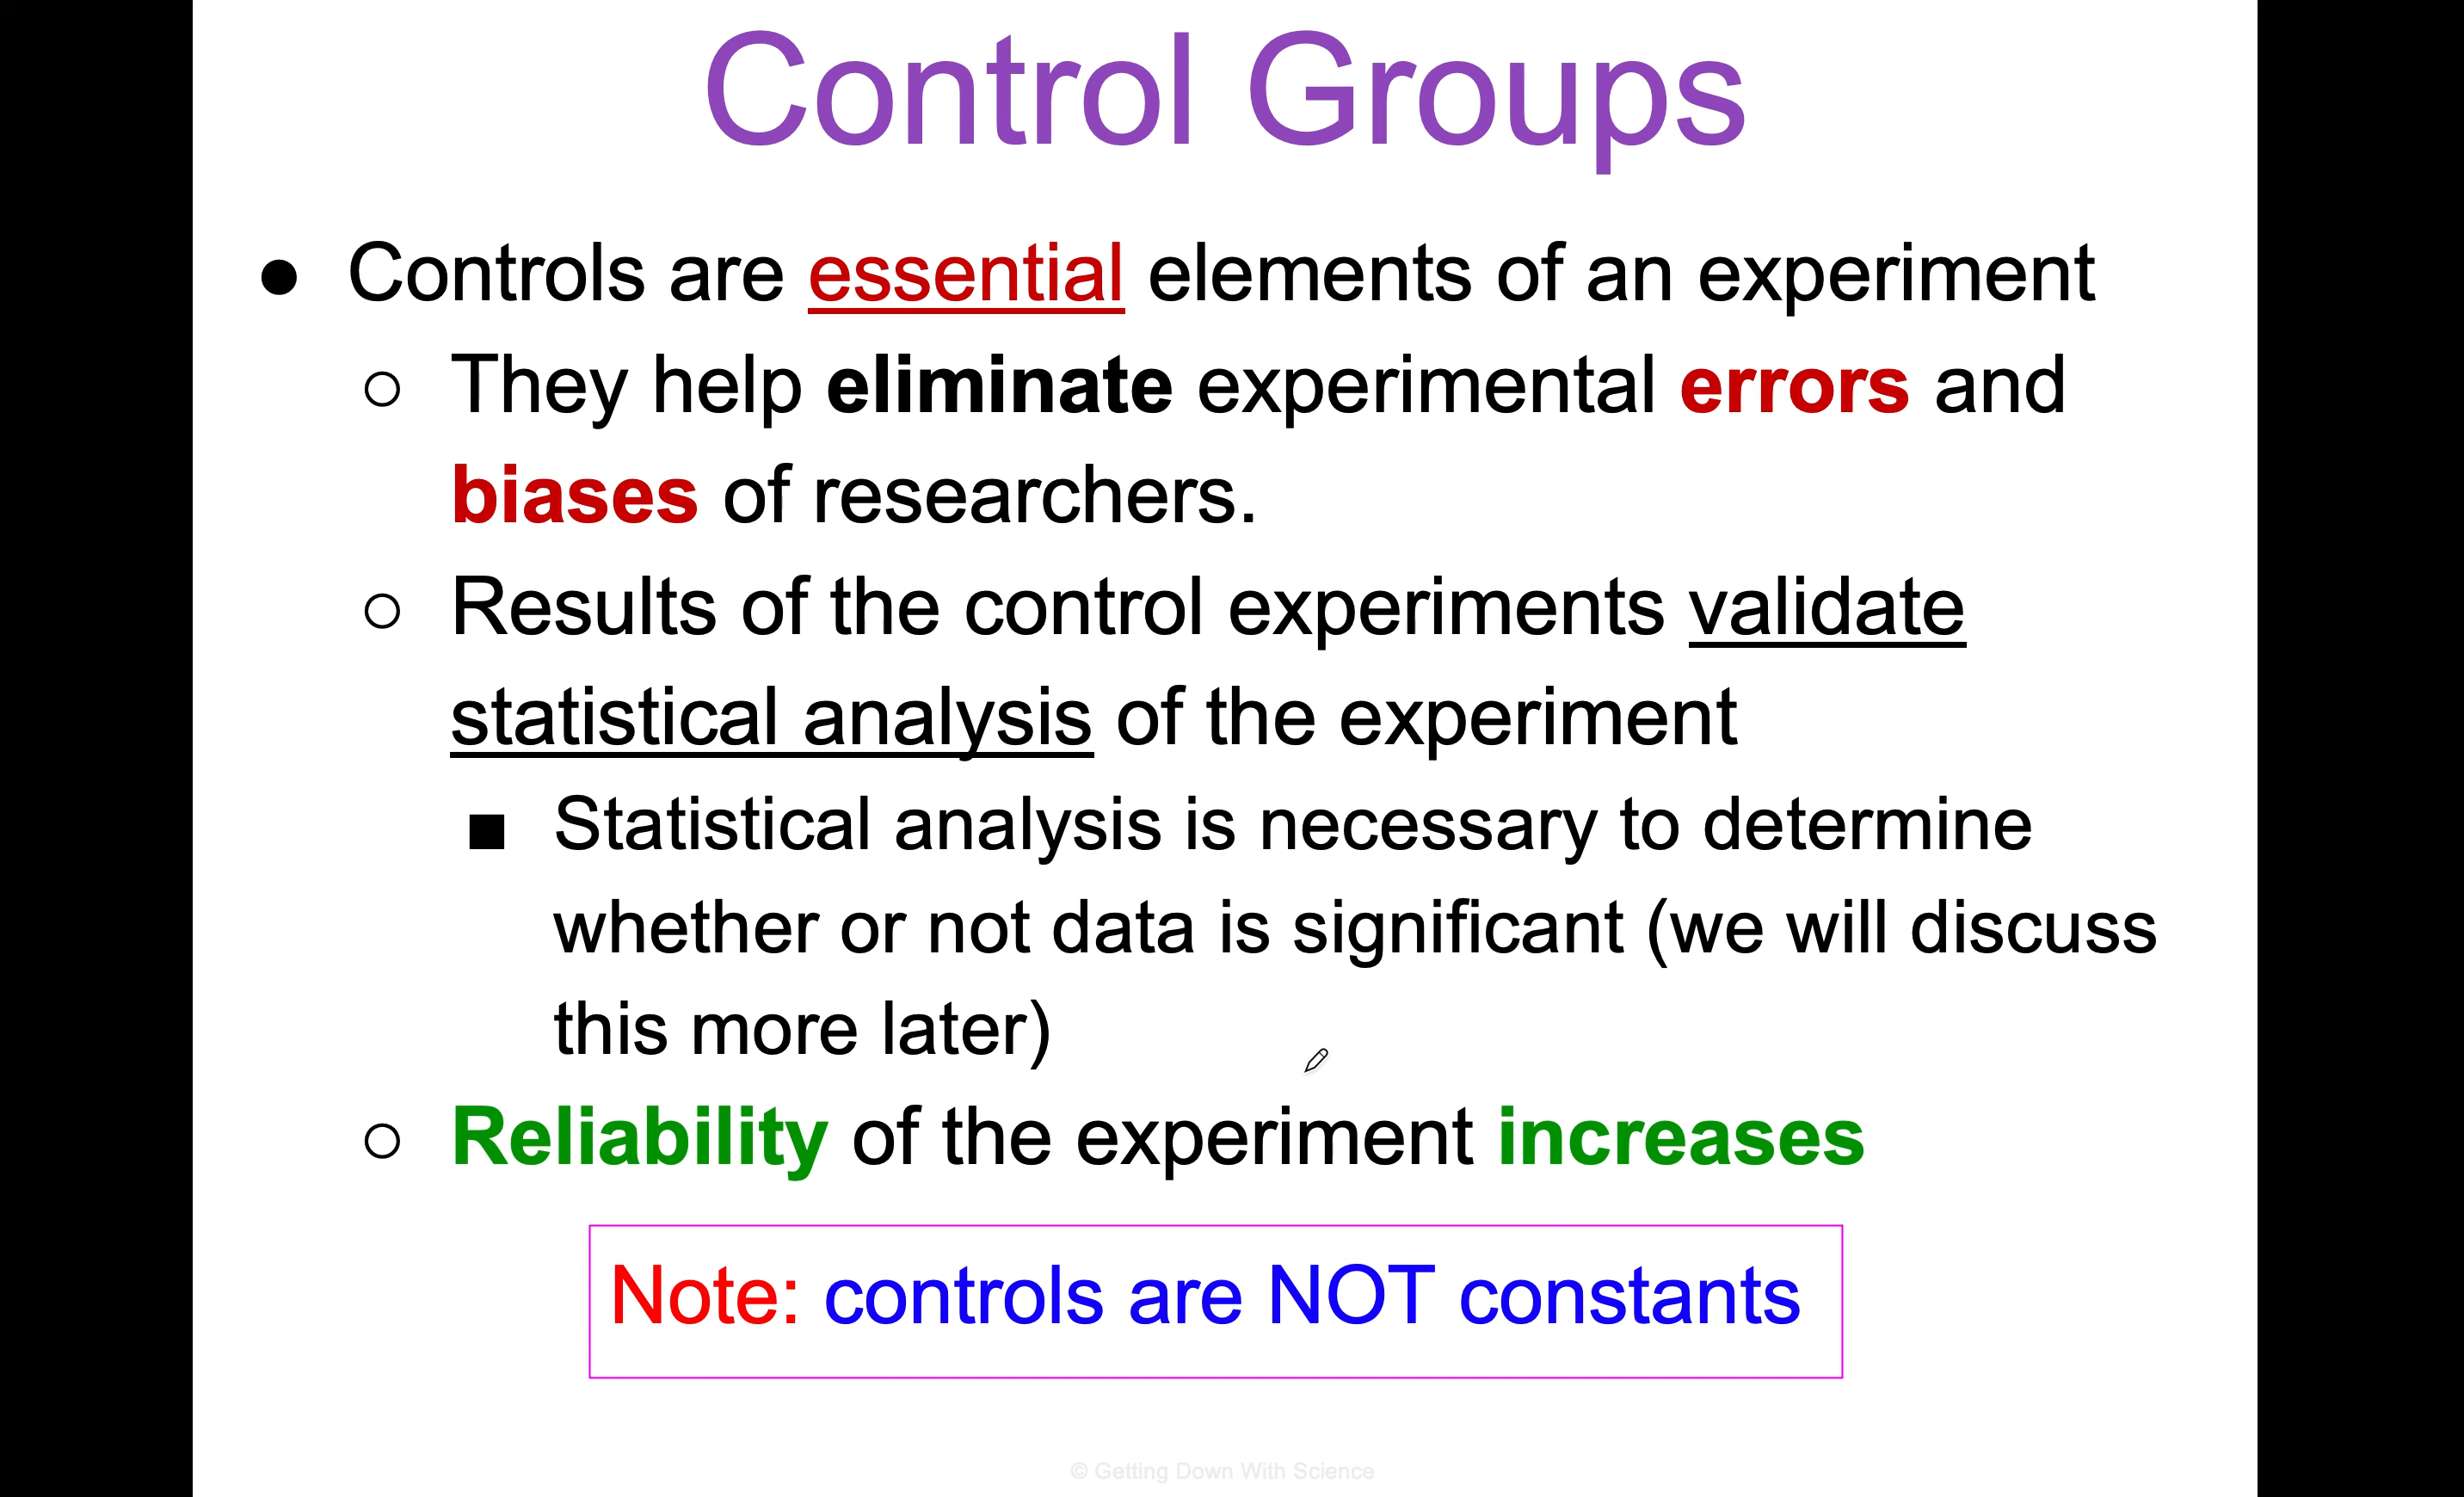 Control Groups
● Controls are essential elements of an experiment
○ They help eliminate experimental errors and
biases of researchers.
○ Results of the control experiments validate
statistical analysis of the experiment
■ Statistical analysis is necessary to determine
whether or not data is significant (we will discuss
this more later)
○ Reliability of the experiment increases
Note: controls are NOT constants
© Getting Down With Science